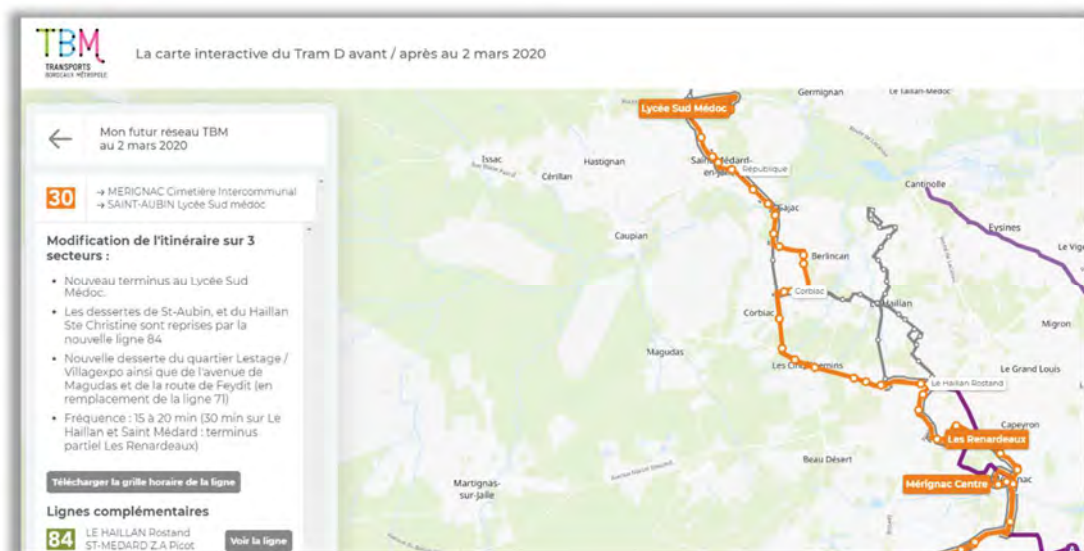 TBM
TRANSPORTS
BORDEAUX MÉTROPOLE
La carte interactive du Tram D avant / après au 2 mars 2020
Mon futur réseau TBM
au 2 mars 2020
30
→ MERIGNAC Cimetière Intercommunal
→ SAINT-AUBIN Lycée Sud médoc
Modification de l'itinéraire sur 3
secteurs :
• Nouveau terminus au Lycée Sud
Médoc.
• Les dessertes de St-Aubin, et du Haillan
Ste Christine sont reprises par la
nouvelle ligne 84
• Nouvelle desserte du quartier Lestage /
Villagexpo ainsi que de l'avenue de
Magudas et de la route de Feydit (en
remplacement de la ligne 71)
• Fréquence : 15 à 20 min (30 min sur Le
Haillan et Saint Médard : terminus
partiel Les Renardeaux)
Télécharger la grille horaire de la ligne
Lignes complémentaires
84
LE HAILLAN Rostand
ST-MEDARD Z.A Picot
Voir la ligne
Germignan
Le Taillan-Médoc
Lycée Sud Médoc
Issac
Hastignan
Cérillan
République
Cantinolle
Gajac
Eysines
Caupian
Berlincan
Le Vige
Corbiac
Corbiac
Migron
Magudas
Les Cinq Chemins
Le Grand Louis
Le Haillan Rostand
Capeyron
Les Renardeaux
Beau Désert
Martignas-
sur-Jalle
Mérignac Centre